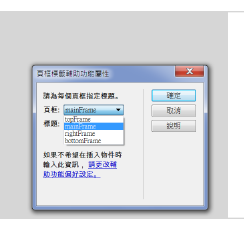 頁框標籤輔助功能屬性
請為每個頁框指定標題。
確定
頁框: mainFrame
取消
標題:
說明
topFrame
mainFrame
rightFrame
bottomFrame
如果不希望在插入物件時
輸入此資訊，請更改輔
助功能偏好設定。